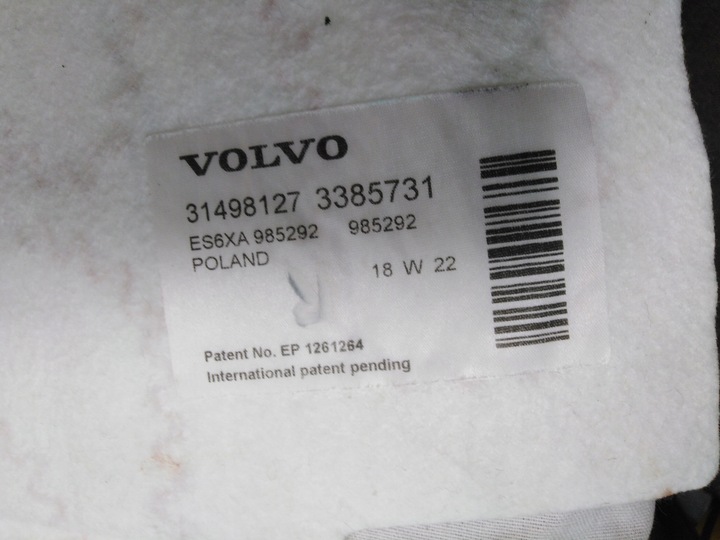 VOLVO
31498127 3385731
ES6XA 985292 985292
POLAND
18 W 22
Patent No. EP 1261264
International patent pending